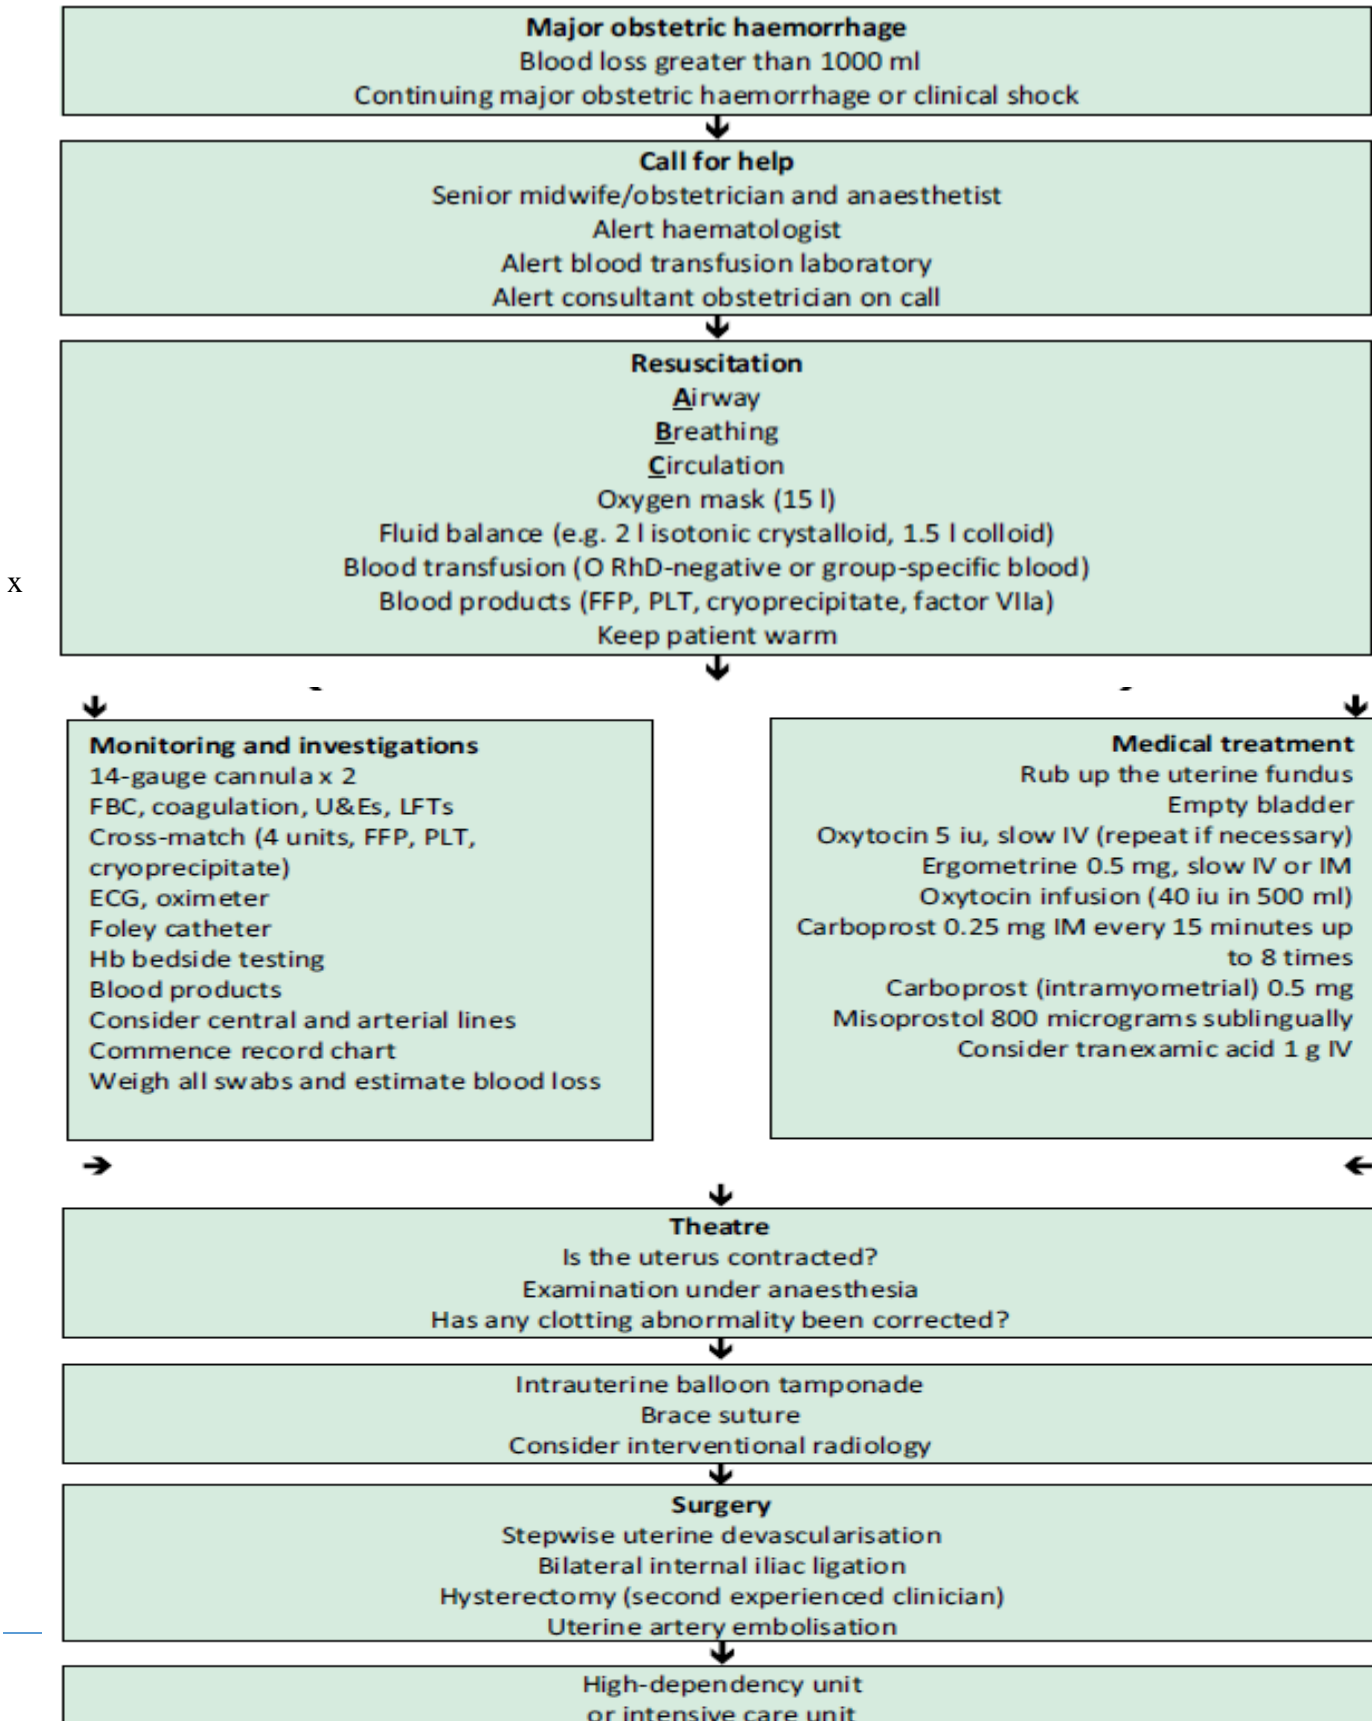 Major obstetric haemorrhage
Blood loss greater than 1000 ml
Continuing major obstetric haemorrhage or clinical shock
Call for help
Senior midwife/obstetrician and anaesthetist
Alert haematologist
Alert blood transfusion laboratory
Alert consultant obstetrician on call
Resuscitation
Airway
Breathing
Circulation
Oxygen mask (15 l)
Fluid balance (e.g. 2 l isotonic crystalloid, 1.5 l colloid)
Blood transfusion (O RhD-negative or group-specific blood)
x
Blood products (FFP, PLT, cryoprecipitate, factor VIIa)
Keep patient warm
Monitoring and investigations
14-gauge cannula x 2
FBC, coagulation, U&Es, LFTs
Cross-match (4 units, FFP, PLT,
cryoprecipitate)
ECG, oximeter
Foley catheter
Hb bedside testing
Blood products
Consider central and arterial lines
Commence record chart
Weigh all swabs and estimate blood loss
Medical treatment
Rub up the uterine fundus
Empty bladder
Oxytocin 5 iu, slow IV (repeat if necessary)
Ergometrine 0.5 mg, slow IV or IM
Oxytocin infusion (40 iu in 500 ml)
Carboprost 0.25 mg IM every 15 minutes up
to 8 times
Carboprost (intramyometrial) 0.5 mg
Misoprostol 800 micrograms sublingually
Consider tranexamic acid 1 g IV
Theatre
Is the uterus contracted?
Examination under anaesthesia
Has any clotting abnormality been corrected?
Intrauterine balloon tamponade
Brace suture
Consider interventional radiology
Surgery
Stepwise uterine devascularisation
Bilateral internal iliac ligation
Hysterectomy (second experienced clinician)
Uterine artery embolisation
High-dependency unit
or intensive care unit